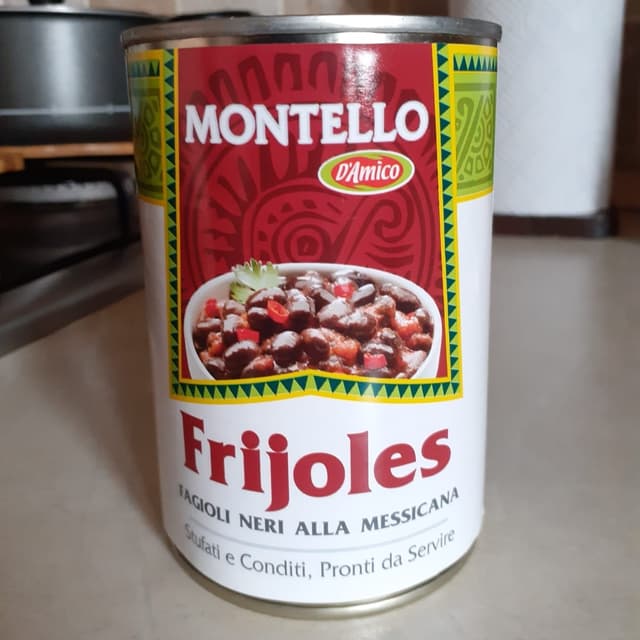 MONTELLO
D'Amico
Frijoles
FAGIOLI NERI ALLA MESSICANA
Stufati e Conditi, Pronti da Servire